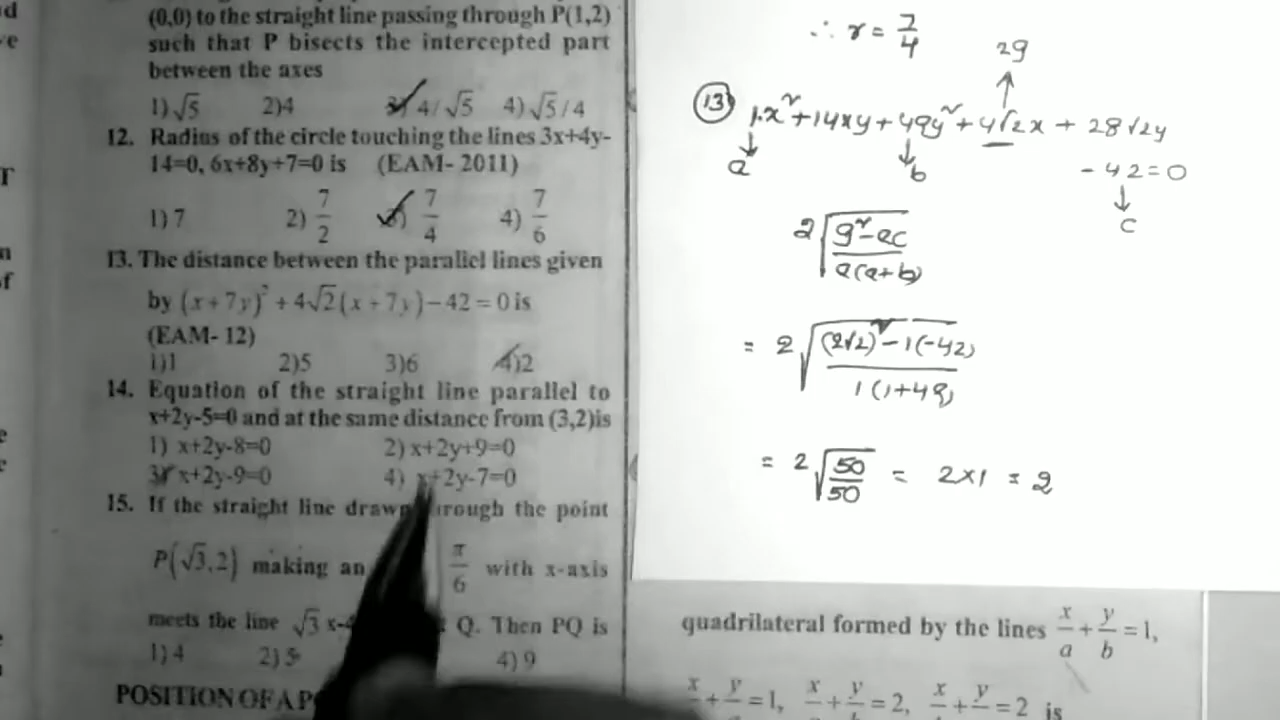 (0,0) to the straight line passing through P(1,2)
such that P bisects the intercepted part
between the axes
1) √5 2)4 3) 4/√5 4) √5/4
12. Radius of the circle touching the lines 3x+4y-
14=0, 6x+8y+7=0 is (EAM- 2011)
1) 7 2) 7/2 3) 7/4 4) 7/6
13. The distance between the parallel lines given
by (x+7y)² + 4√2(x+7y) − 42 = 0 is
(EAM- 12)
1)1 2)5 3)6 4)2
14. Equation of the straight line parallel to
x+2y-5=0 and at the same distance from (3,2)is
1) x+2y-8=0 2) x+2y+9=0
3) x+2y-9=0 4) x+2y-7=0
15. If the straight line drawn through the point
P(√3,2) making an π/6 with x-axis
meets the line √3 x-4 Q. Then PQ is
1) 4 2) 5 4) 9
POSITION OF A P
∴ r = 7/4
2g
13 1.x² + 14xy + 49y² + 4√2x + 28√2y
- 42 = 0
a b c
2√(g²-ac / a(a+b))
= 2√((2√2)² - 1(-42) / 1(1+49))
= 2√(50/50) = 2×1 = 2
quadrilateral formed by the lines x/a + y/b = 1,
x/ + y/ = 1, x/ + y/b = 2, x/ + y/ = 2 is